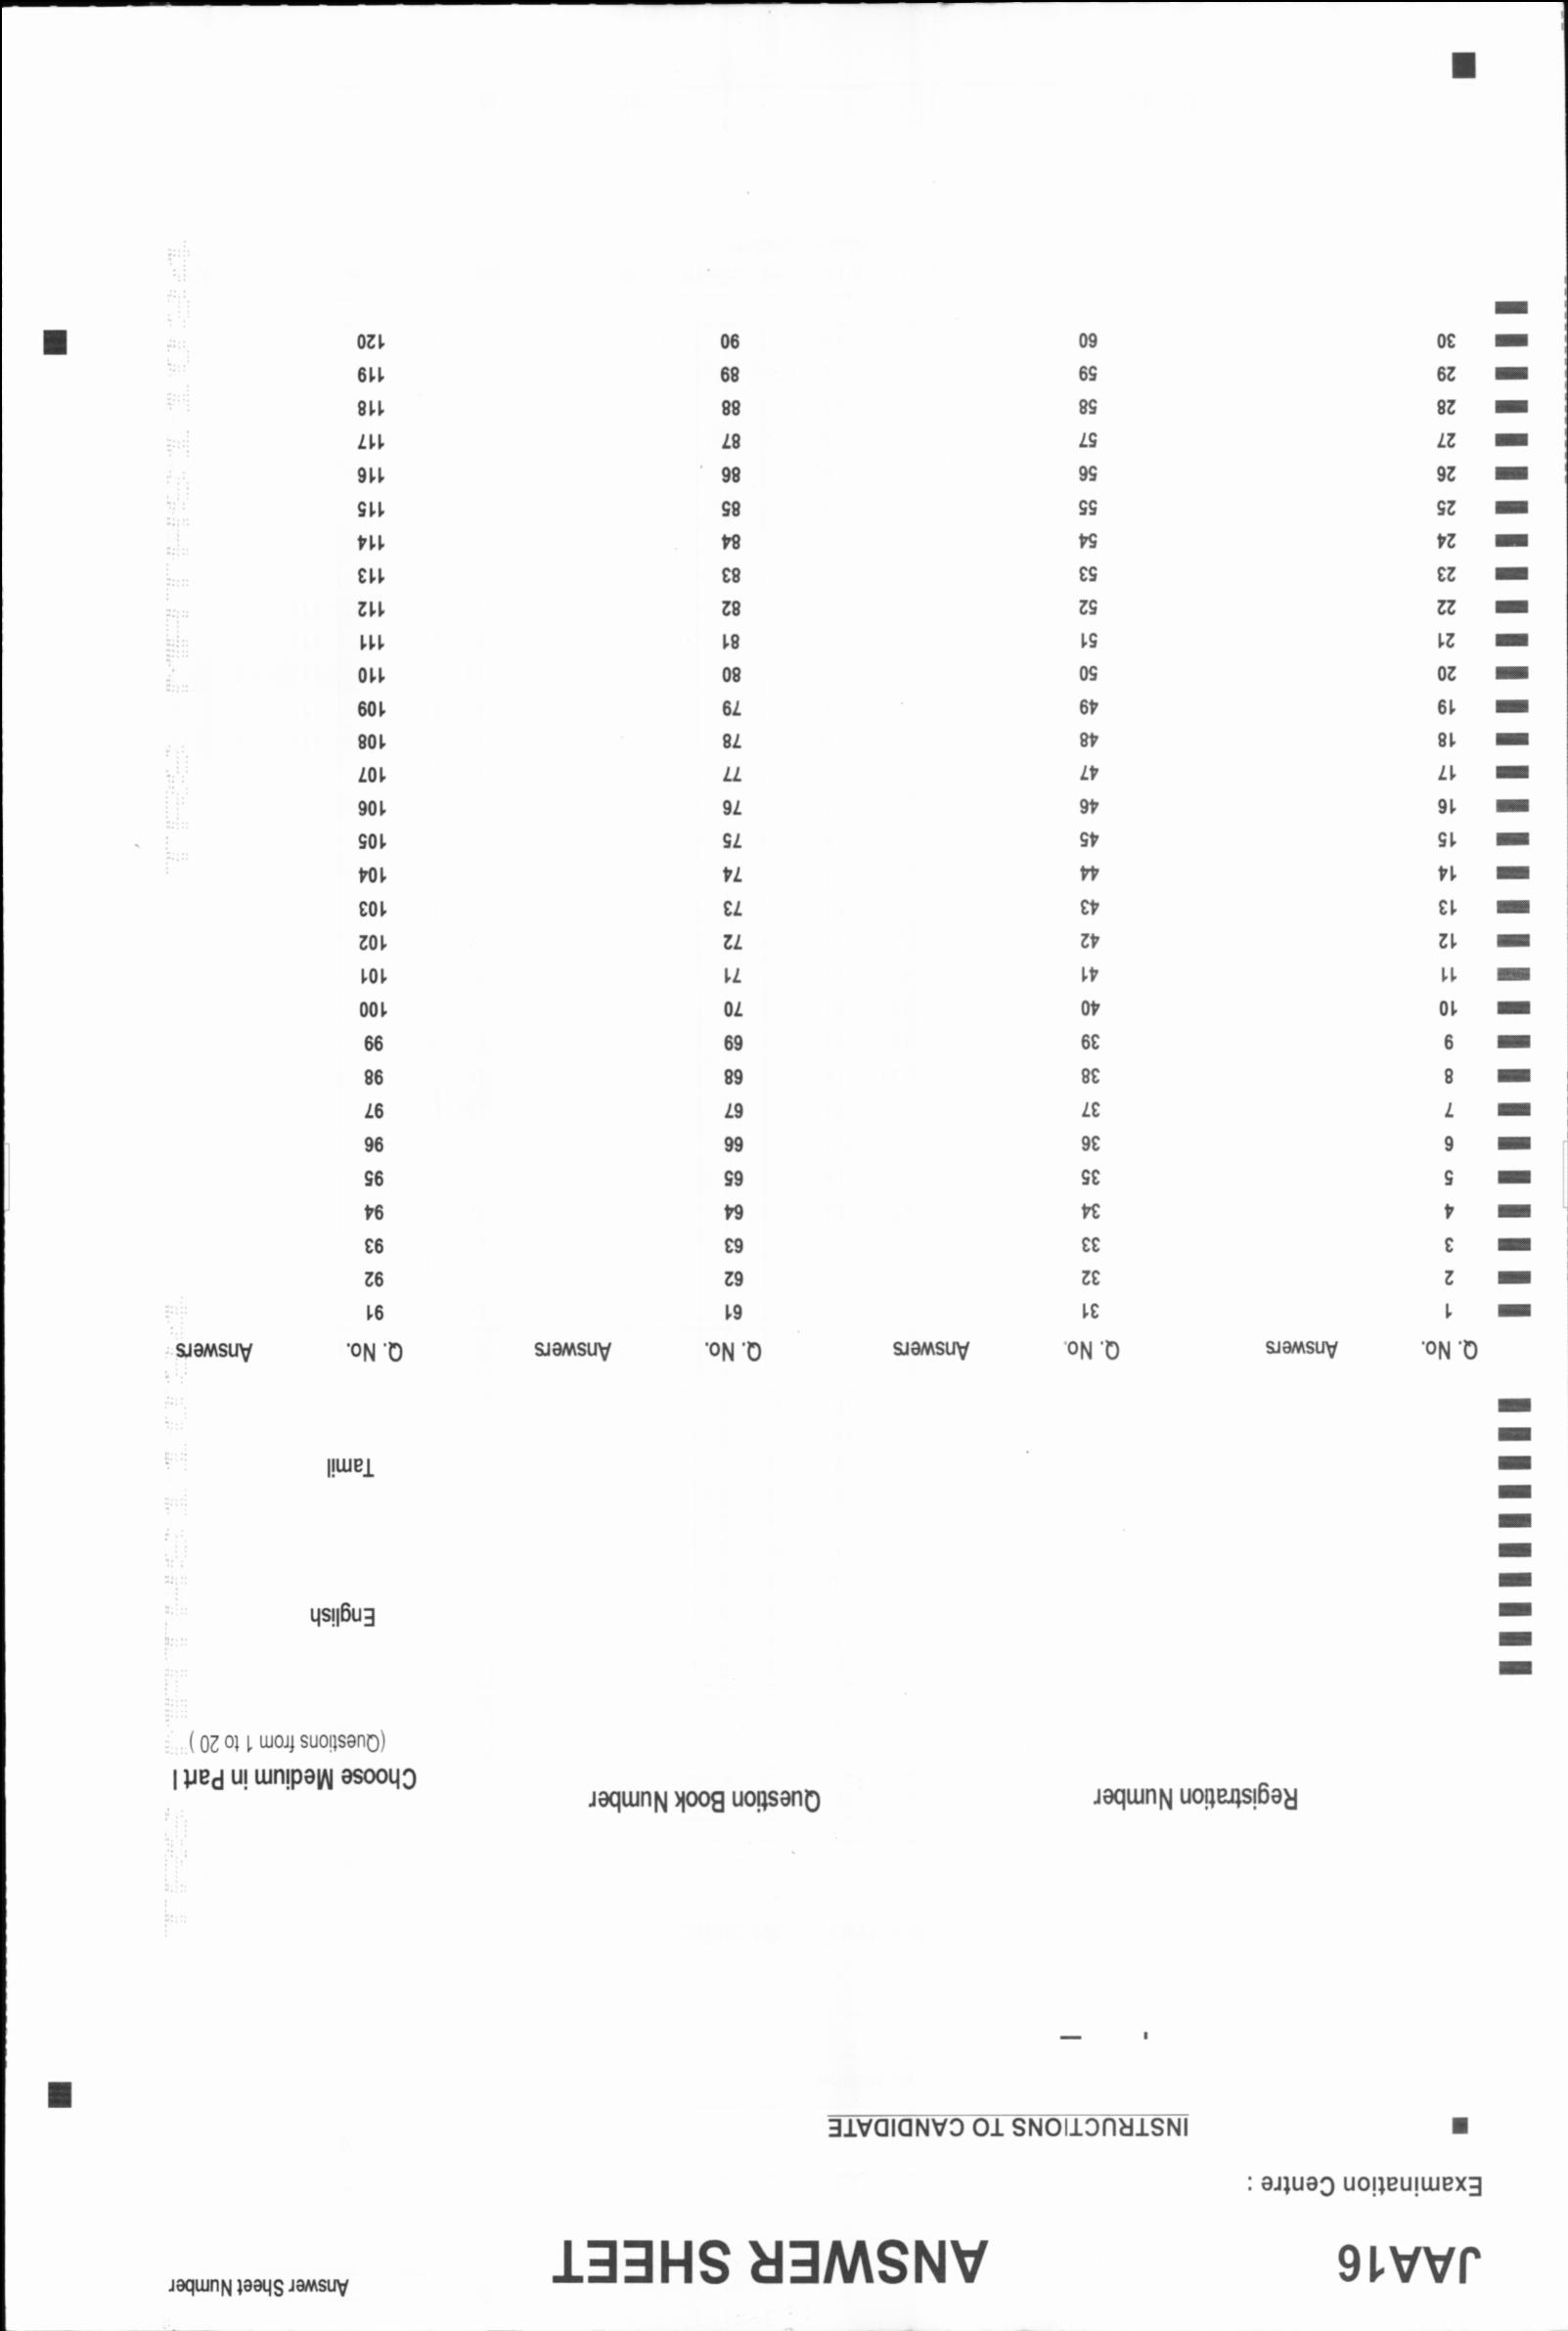 JAA16
ANSWER SHEET
Answer Sheet Number
Examination Centre :
INSTRUCTIONS TO CANDIDATE
Registration Number
Question Book Number
Choose Medium in Part I
(Questions from 1 to 20 )
English
Tamil
Q. No. Answers Q. No. Answers Q. No. Answers Q. No. Answers
1 31 61 91
2 32 62 92
3 33 63 93
4 34 64 94
5 35 65 95
6 36 66 96
7 37 67 97
8 38 68 98
9 39 69 99
10 40 70 100
11 41 71 101
12 42 72 102
13 43 73 103
14 44 74 104
15 45 75 105
16 46 76 106
17 47 77 107
18 48 78 108
19 49 79 109
20 50 80 110
21 51 81 111
22 52 82 112
23 53 83 113
24 54 84 114
25 55 85 115
26 56 86 116
27 57 87 117
28 58 88 118
29 59 89 119
30 60 90 120